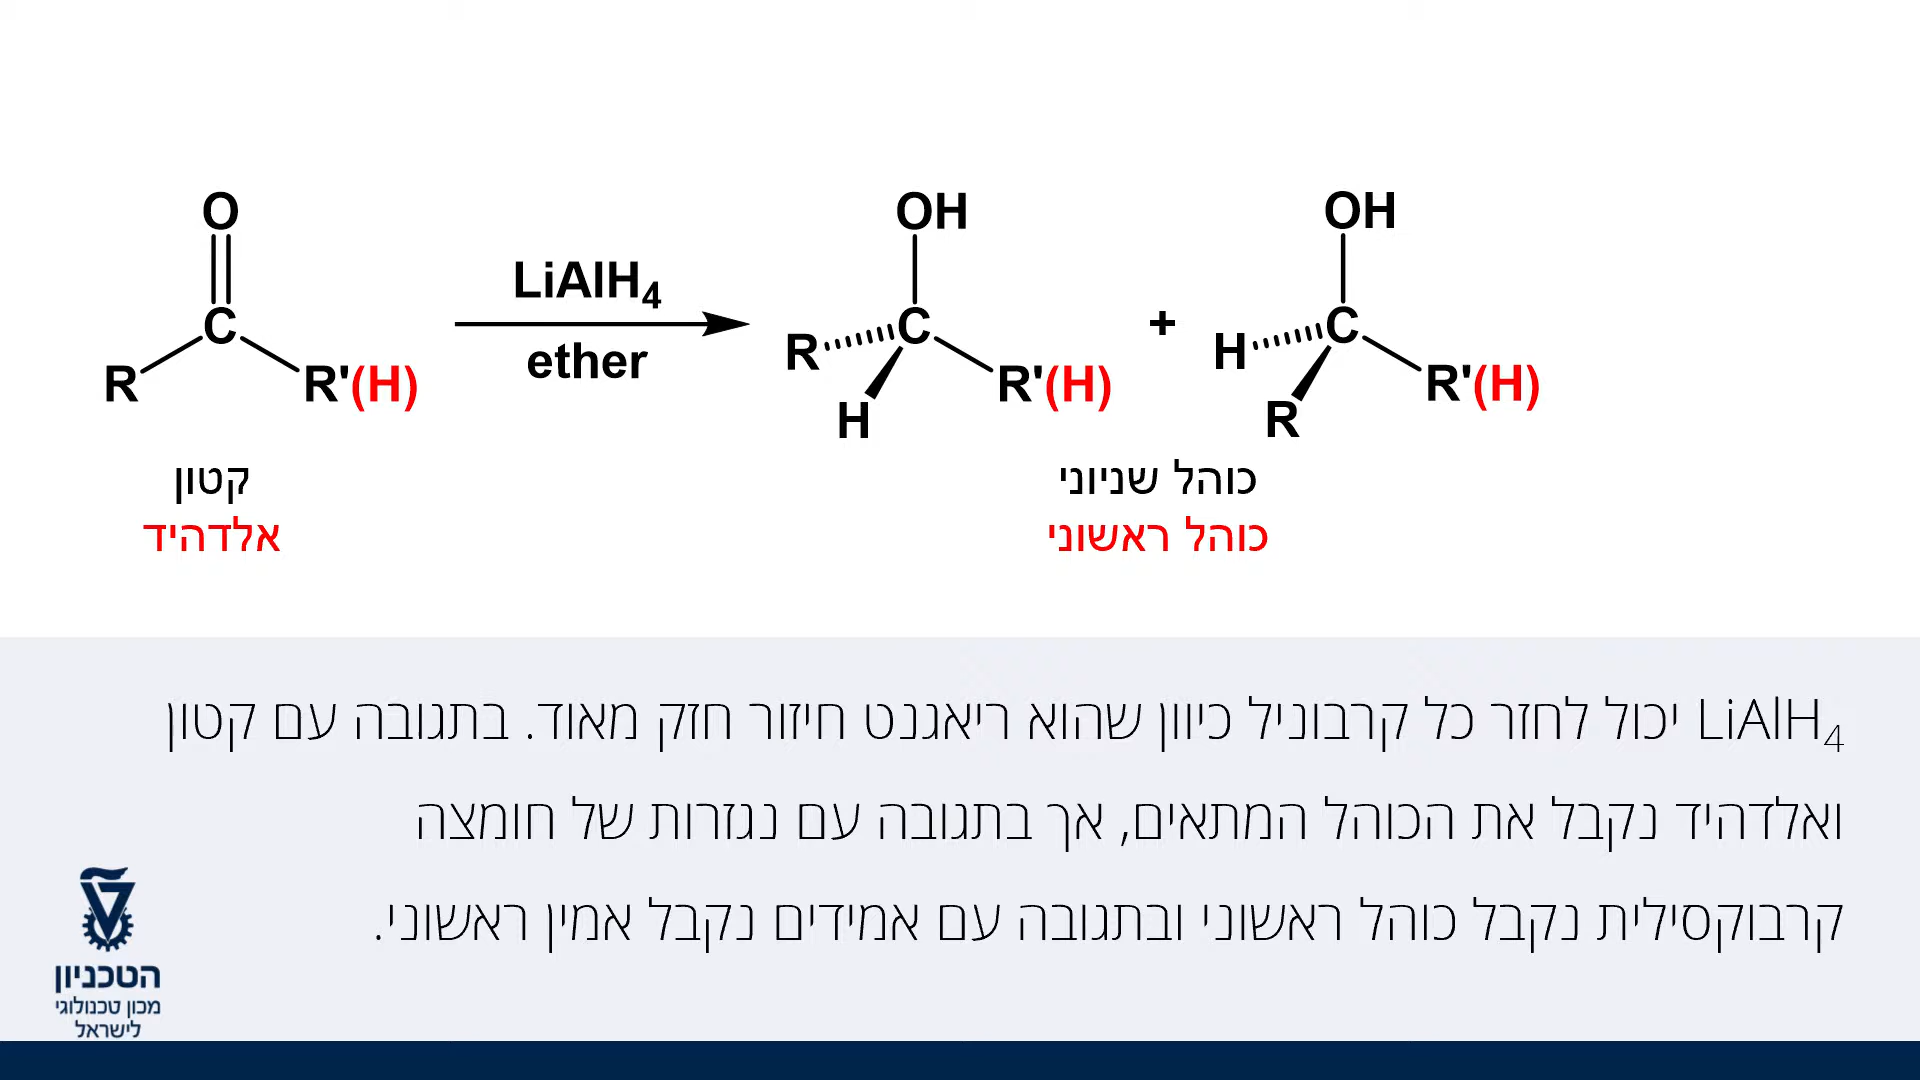 O
C
R
R'(H)
LiAlH4
ether
OH
C
R
H
R'(H)
+
OH
C
H
R
R'(H)
קטון
אלדהיד
כוהל שניוני
כוהל ראשוני
LiAlH4 יכול לחזר כל קרבוניל כיוון שהוא ריאגנט חיזור חזק מאוד. בתגובה עם קטון
ואלדהיד נקבל את הכוהל המתאים, אך בתגובה עם נגזרות של חומצה
קרבוקסילית נקבל כוהל ראשוני ובתגובה עם אמידים נקבל אמין ראשוני.
הטכניון
מכון טכנולוגי
לישראל